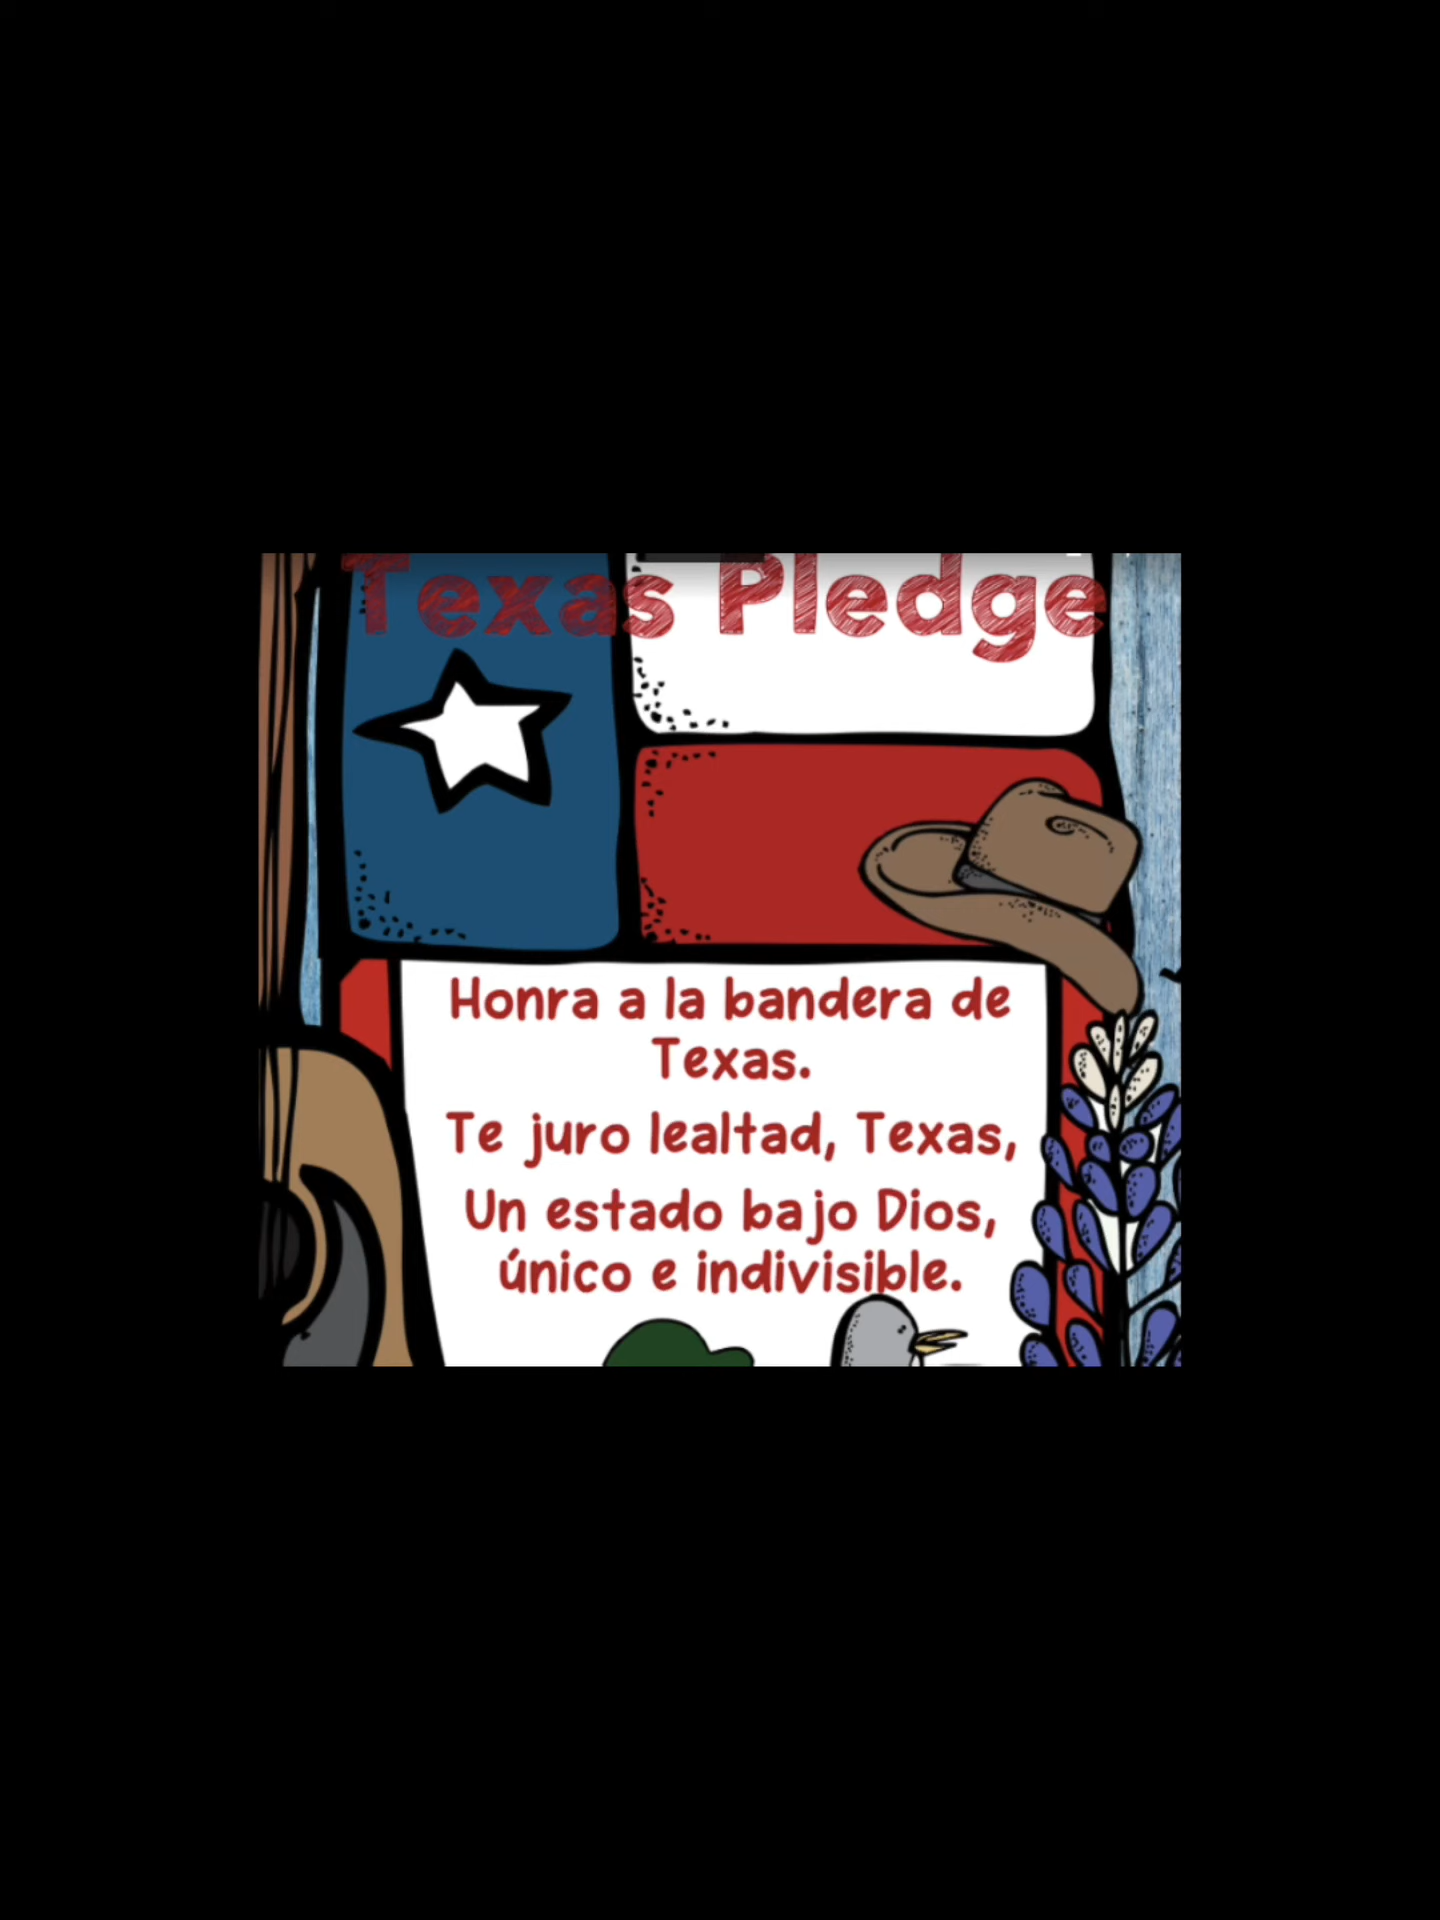 Texas Pledge
Honra a la bandera de
Texas.
Te juro lealtad, Texas,
Un estado bajo Dios,
único e indivisible.